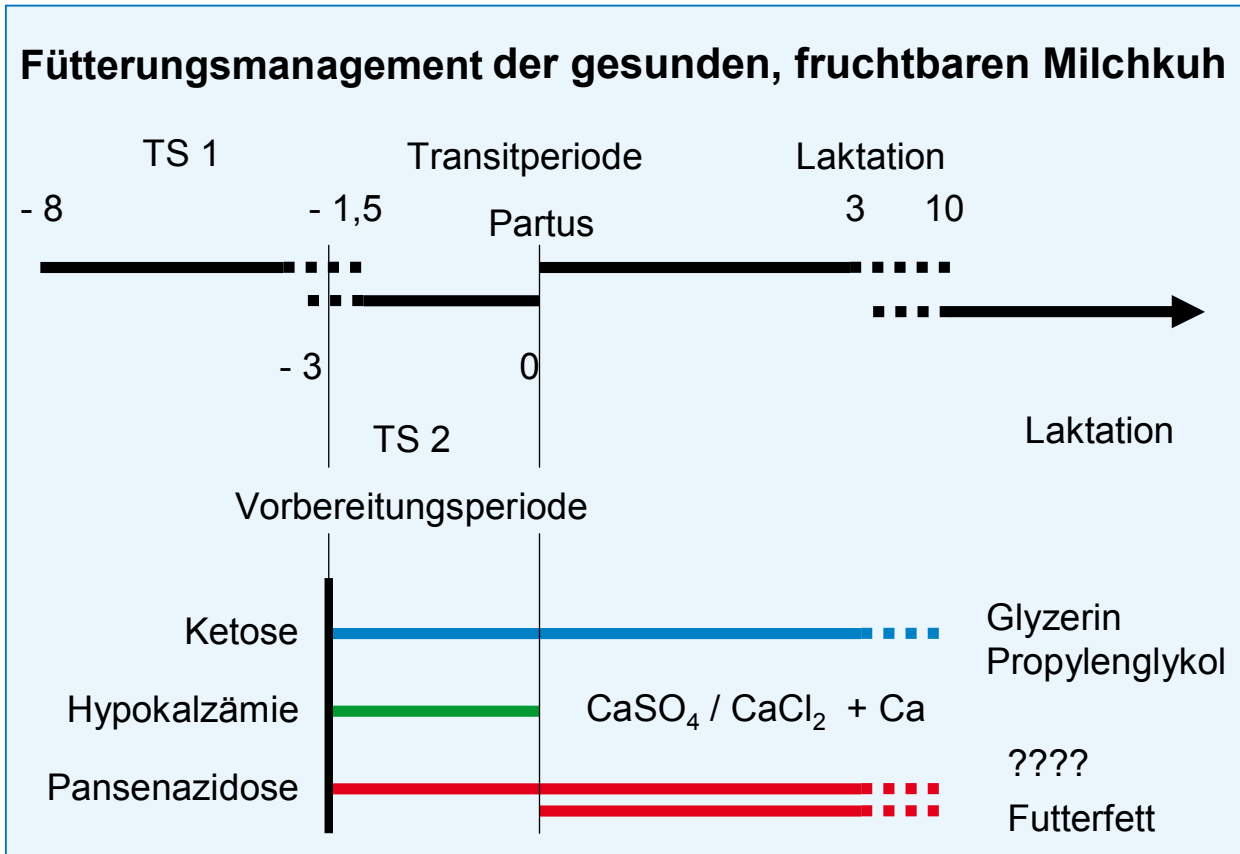 Fütterungsmanagement der gesunden, fruchtbaren Milchkuh
TS 1 Transitperiode Laktation
- 8 - 1,5 Partus 3 10
- 3 0
TS 2 Laktation
Vorbereitungsperiode
Ketose Glyzerin
Propylenglykol
Hypokalzämie CaSO₄ / CaCl₂ + Ca
Pansenazidose ????
Futterfett